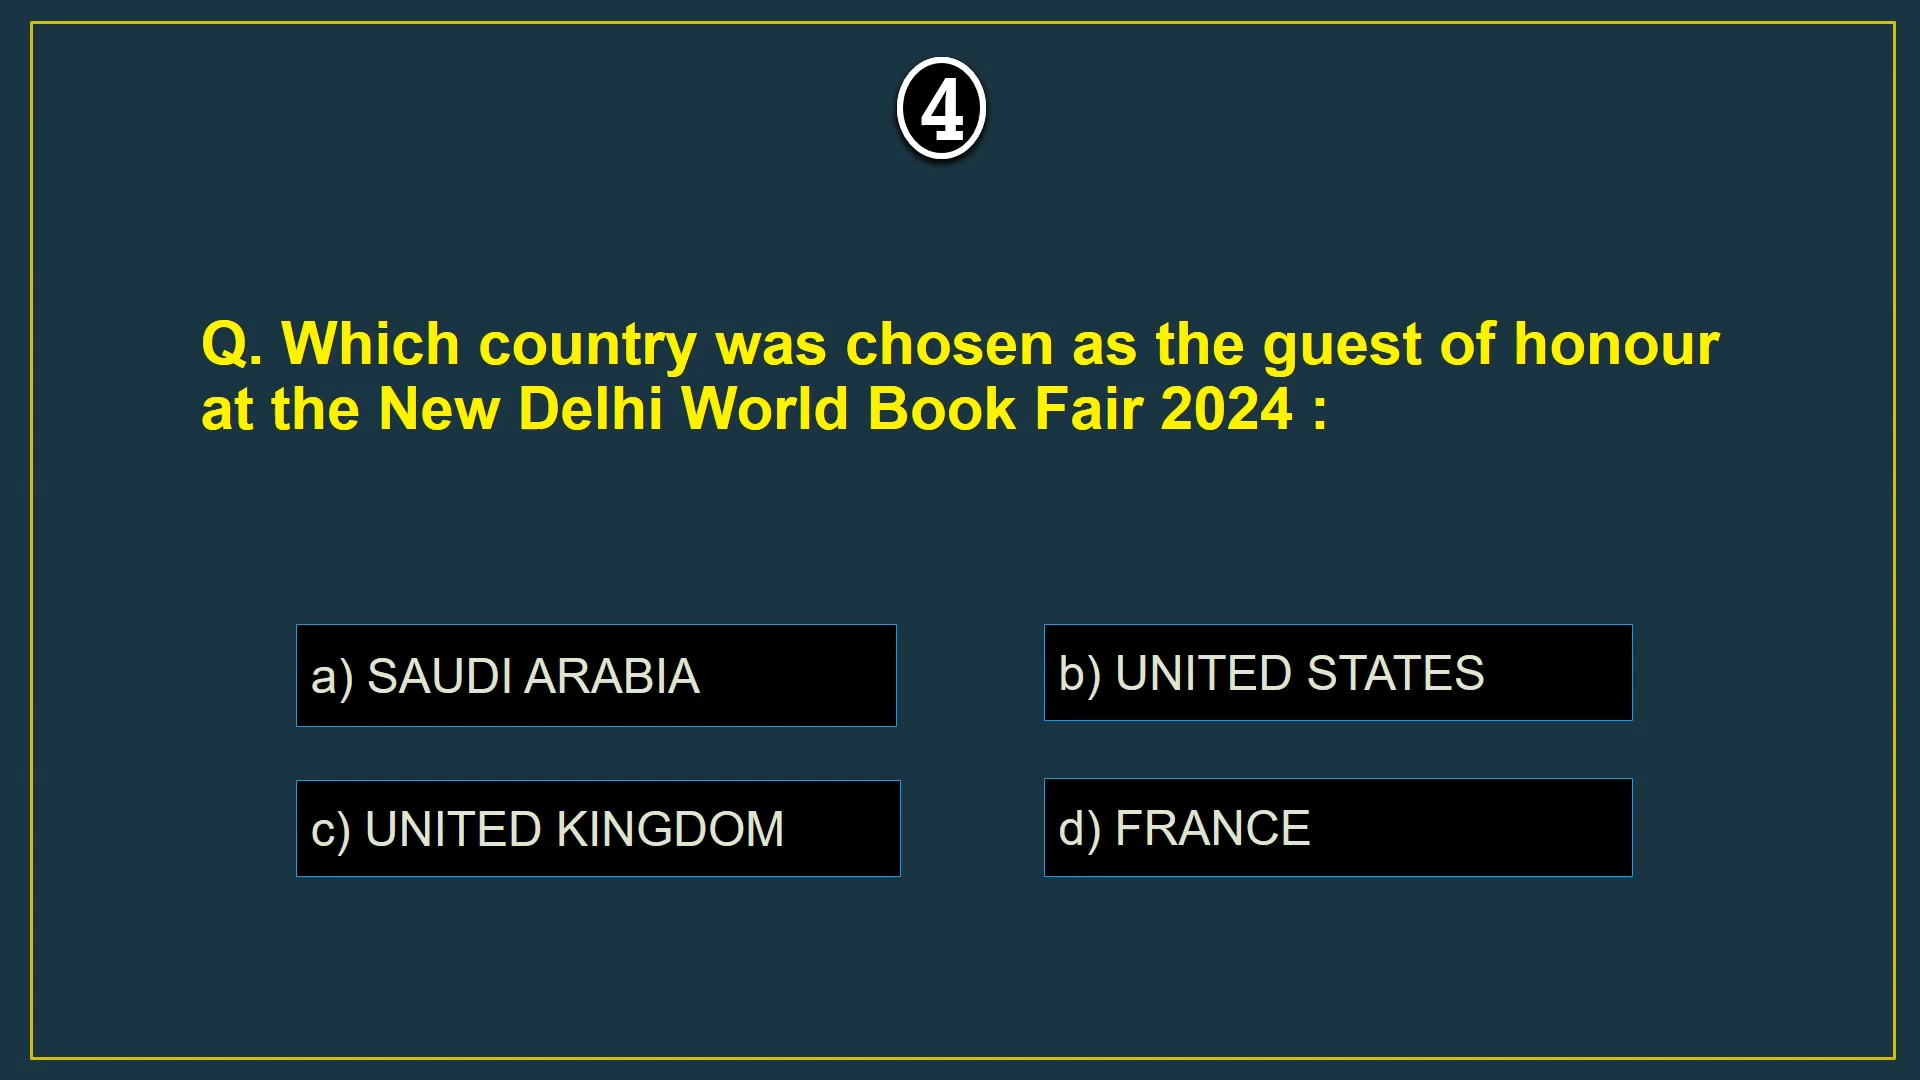 4
Q. Which country was chosen as the guest of honour
at the New Delhi World Book Fair 2024 :
a) SAUDI ARABIA
b) UNITED STATES
c) UNITED KINGDOM
d) FRANCE